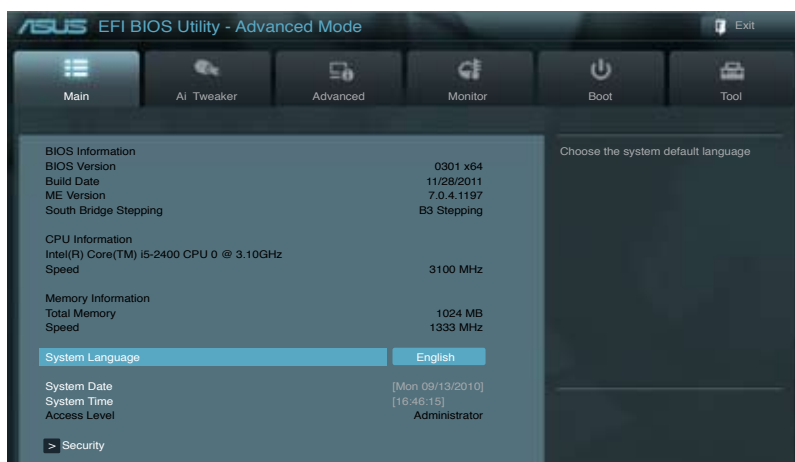 ASUS EFI BIOS Utility - Advanced Mode
Exit
Main
Ai Tweaker
Advanced
Monitor
Boot
Tool
BIOS Information
BIOS Version 0301 x64
Build Date 11/28/2011
ME Version 7.0.4.1197
South Bridge Stepping B3 Stepping
CPU Information
Intel(R) Core(TM) i5-2400 CPU 0 @ 3.10GHz
Speed 3100 MHz
Memory Information
Total Memory 1024 MB
Speed 1333 MHz
System Language English
System Date [Mon 09/13/2010]
System Time [16:46:15]
Access Level Administrator
> Security
Choose the system default language